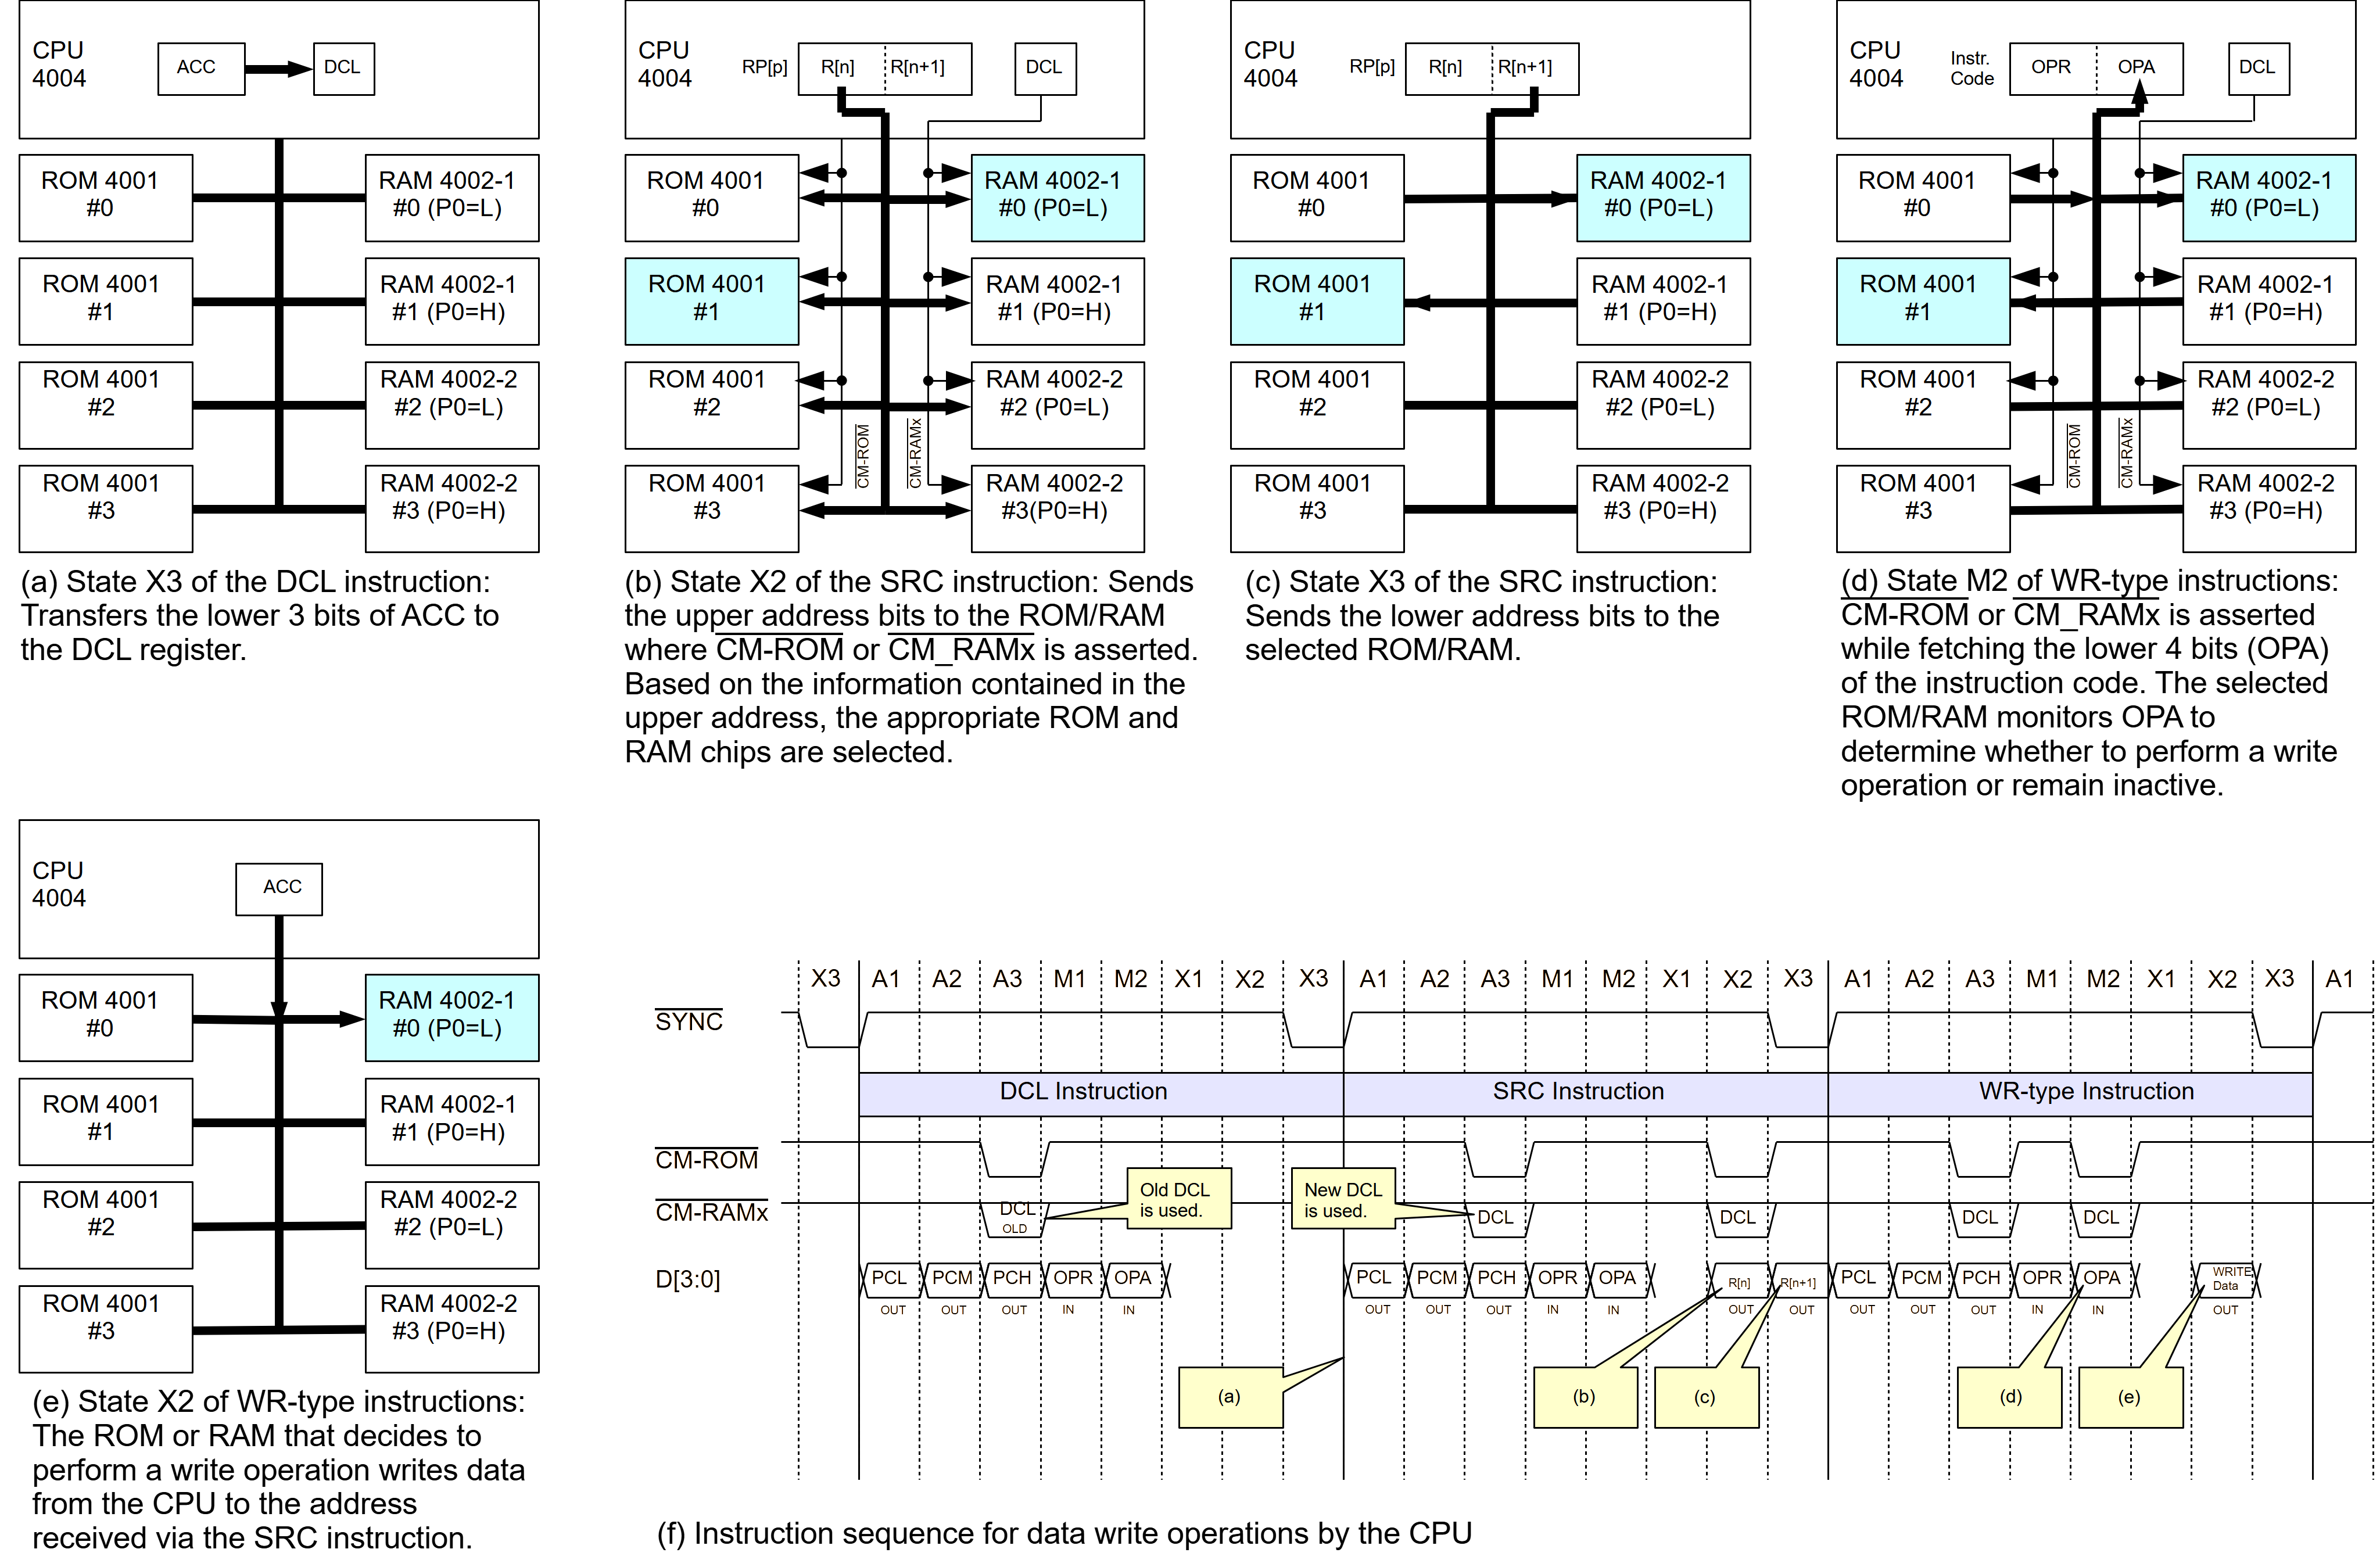 CPU
4004
ACC
DCL
ROM 4001
#0
RAM 4002-1
#0 (P0=L)
ROM 4001
#1
RAM 4002-1
#1 (P0=H)
ROM 4001
#2
RAM 4002-2
#2 (P0=L)
ROM 4001
#3
RAM 4002-2
#3 (P0=H)
(a) State X3 of the DCL instruction:
Transfers the lower 3 bits of ACC to
the DCL register.
CPU
4004
RP[p]
R[n]
R[n+1]
DCL
ROM 4001
#0
RAM 4002-1
#0 (P0=L)
ROM 4001
#1
RAM 4002-1
#1 (P0=H)
ROM 4001
#2
RAM 4002-2
#2 (P0=L)
CM-ROM
CM-RAMx
ROM 4001
#3
RAM 4002-2
#3(P0=H)
(b) State X2 of the SRC instruction: Sends
the upper address bits to the ROM/RAM
where CM-ROM or CM_RAMx is asserted.
Based on the information contained in the
upper address, the appropriate ROM and
RAM chips are selected.
CPU
4004
RP[p]
R[n]
R[n+1]
ROM 4001
#0
RAM 4002-1
#0 (P0=L)
ROM 4001
#1
RAM 4002-1
#1 (P0=H)
ROM 4001
#2
RAM 4002-2
#2 (P0=L)
ROM 4001
#3
RAM 4002-2
#3 (P0=H)
(c) State X3 of the SRC instruction:
Sends the lower address bits to the
selected ROM/RAM.
CPU
4004
Instr.
Code
OPR
OPA
DCL
ROM 4001
#0
RAM 4002-1
#0 (P0=L)
ROM 4001
#1
RAM 4002-1
#1 (P0=H)
ROM 4001
#2
RAM 4002-2
#2 (P0=L)
CM-ROM
CM-RAMx
ROM 4001
#3
RAM 4002-2
#3 (P0=H)
(d) State M2 of WR-type instructions:
CM-ROM or CM_RAMx is asserted
while fetching the lower 4 bits (OPA)
of the instruction code. The selected
ROM/RAM monitors OPA to
determine whether to perform a write
operation or remain inactive.
CPU
4004
ACC
ROM 4001
#0
RAM 4002-1
#0 (P0=L)
ROM 4001
#1
RAM 4002-1
#1 (P0=H)
ROM 4001
#2
RAM 4002-2
#2 (P0=L)
ROM 4001
#3
RAM 4002-2
#3 (P0=H)
(e) State X2 of WR-type instructions:
The ROM or RAM that decides to
perform a write operation writes data
from the CPU to the address
received via the SRC instruction.
X3 A1 A2 A3 M1 M2 X1 X2 X3 A1 A2 A3 M1 M2 X1 X2 X3 A1 A2 A3 M1 M2 X1 X2 X3 A1
SYNC
DCL Instruction SRC Instruction WR-type Instruction
CM-ROM
CM-RAMx
DCL
OLD
Old DCL
is used.
New DCL
is used.
DCL DCL DCL DCL
D[3:0]
PCL PCM PCH OPR OPA PCL PCM PCH OPR OPA R[n] R[n+1] PCL PCM PCH OPR OPA WRITE
Data
OUT OUT OUT IN IN OUT OUT OUT IN IN OUT OUT OUT OUT OUT IN IN OUT
(a) (b) (c) (d) (e)
(f) Instruction sequence for data write operations by the CPU